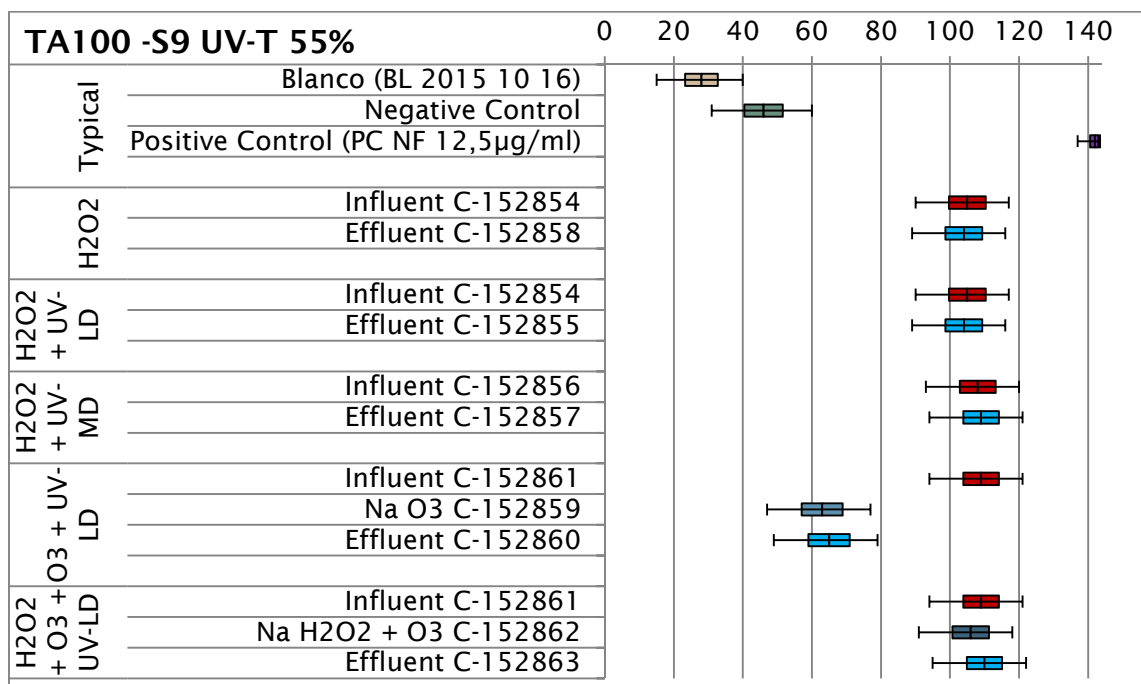 TA100 -S9 UV-T 55%
0 20 40 60 80 100 120 140
Typical
Blanco (BL 2015 10 16)
Negative Control
Positive Control (PC NF 12,5µg/ml)
H2O2
Influent C-152854
Effluent C-152858
H2O2
+ UV-
LD
Influent C-152854
Effluent C-152855
H2O2
+ UV-
MD
Influent C-152856
Effluent C-152857
O3 + UV-
LD
Influent C-152861
Na O3 C-152859
Effluent C-152860
H2O2
+ O3 +
UV-LD
Influent C-152861
Na H2O2 + O3 C-152862
Effluent C-152863